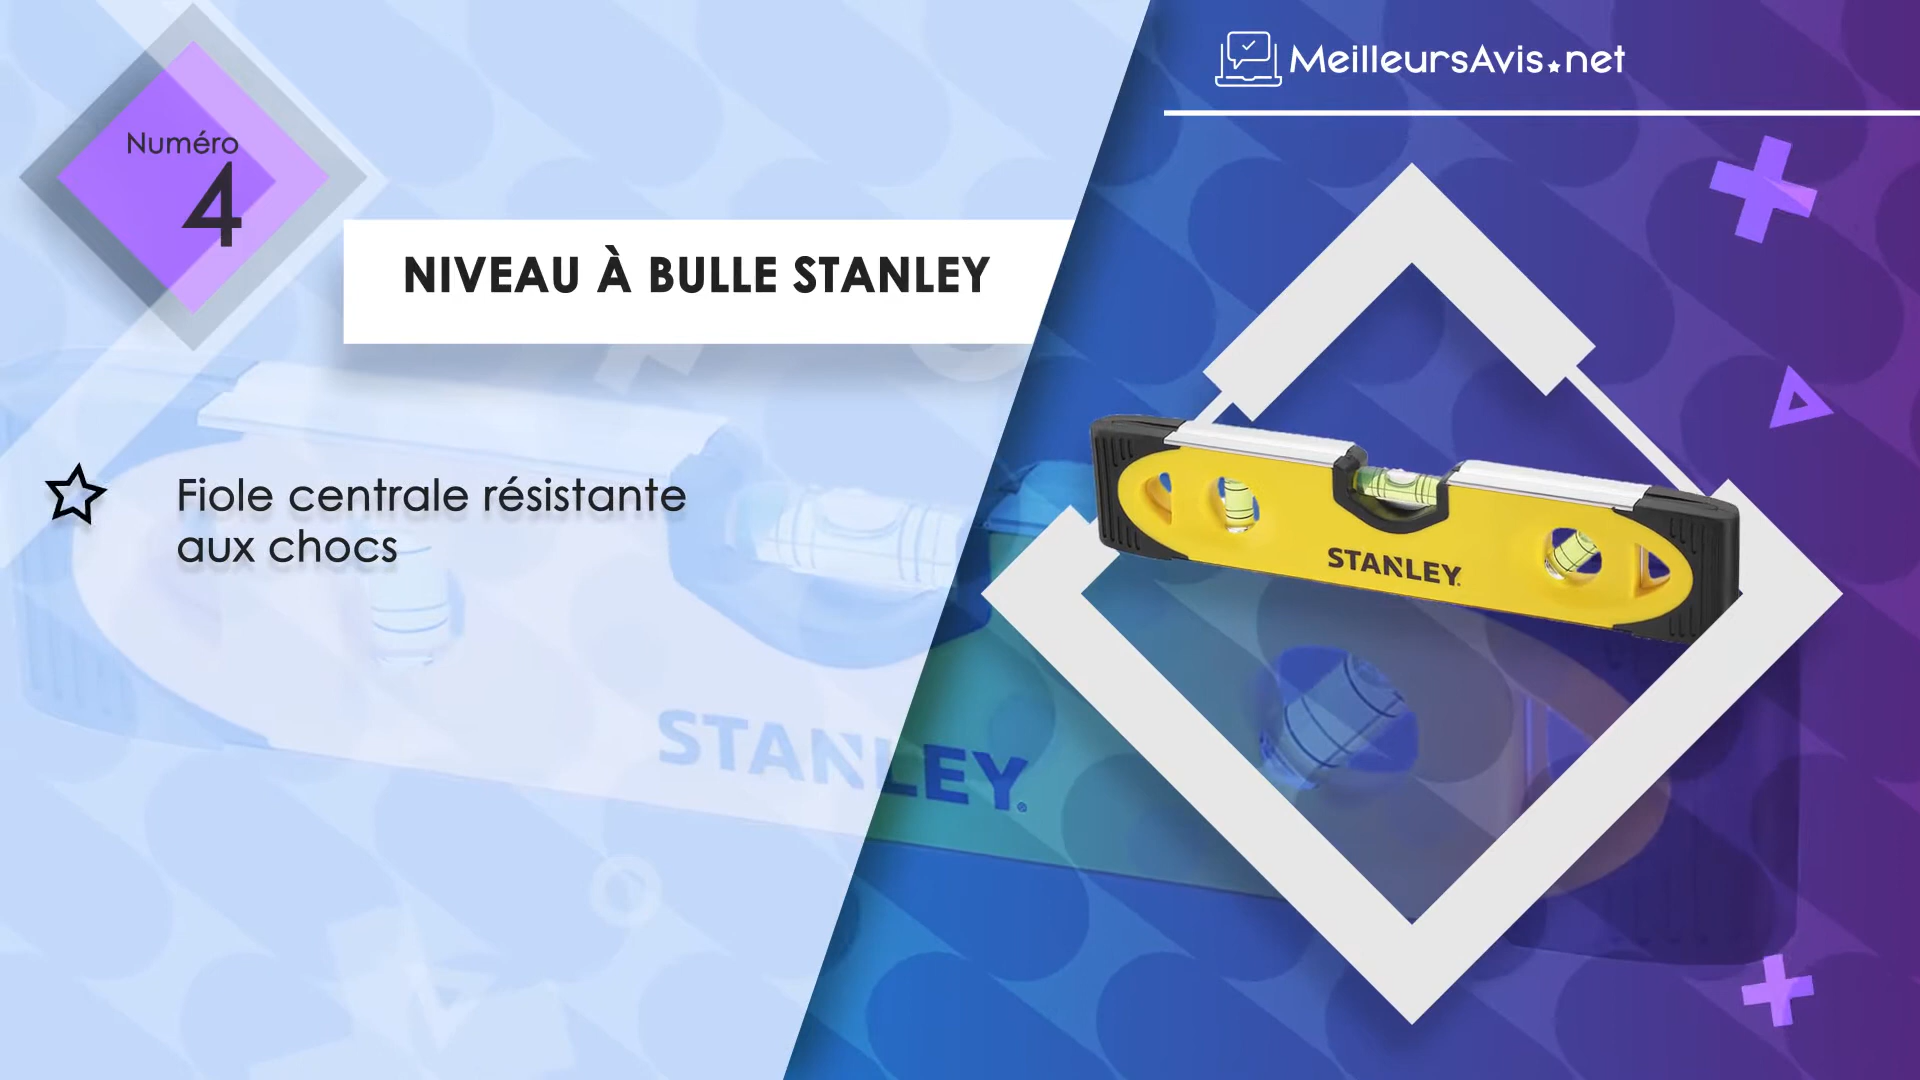 MeilleursAvis.net
Numéro
4
NIVEAU À BULLE STANLEY
Fiole centrale résistante
aux chocs
STANLEY
STANLEY